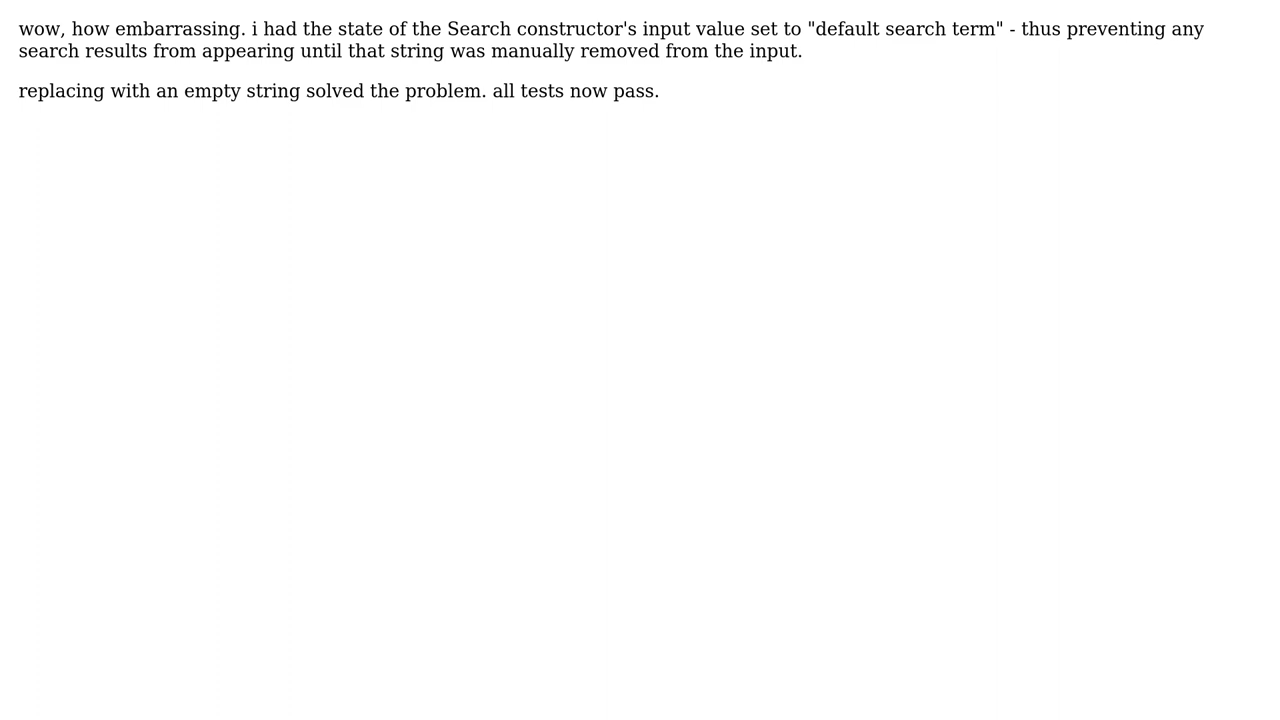 wow, how embarrassing. i had the state of the Search constructor's input value set to "default search term" - thus preventing any
search results from appearing until that string was manually removed from the input.
replacing with an empty string solved the problem. all tests now pass.